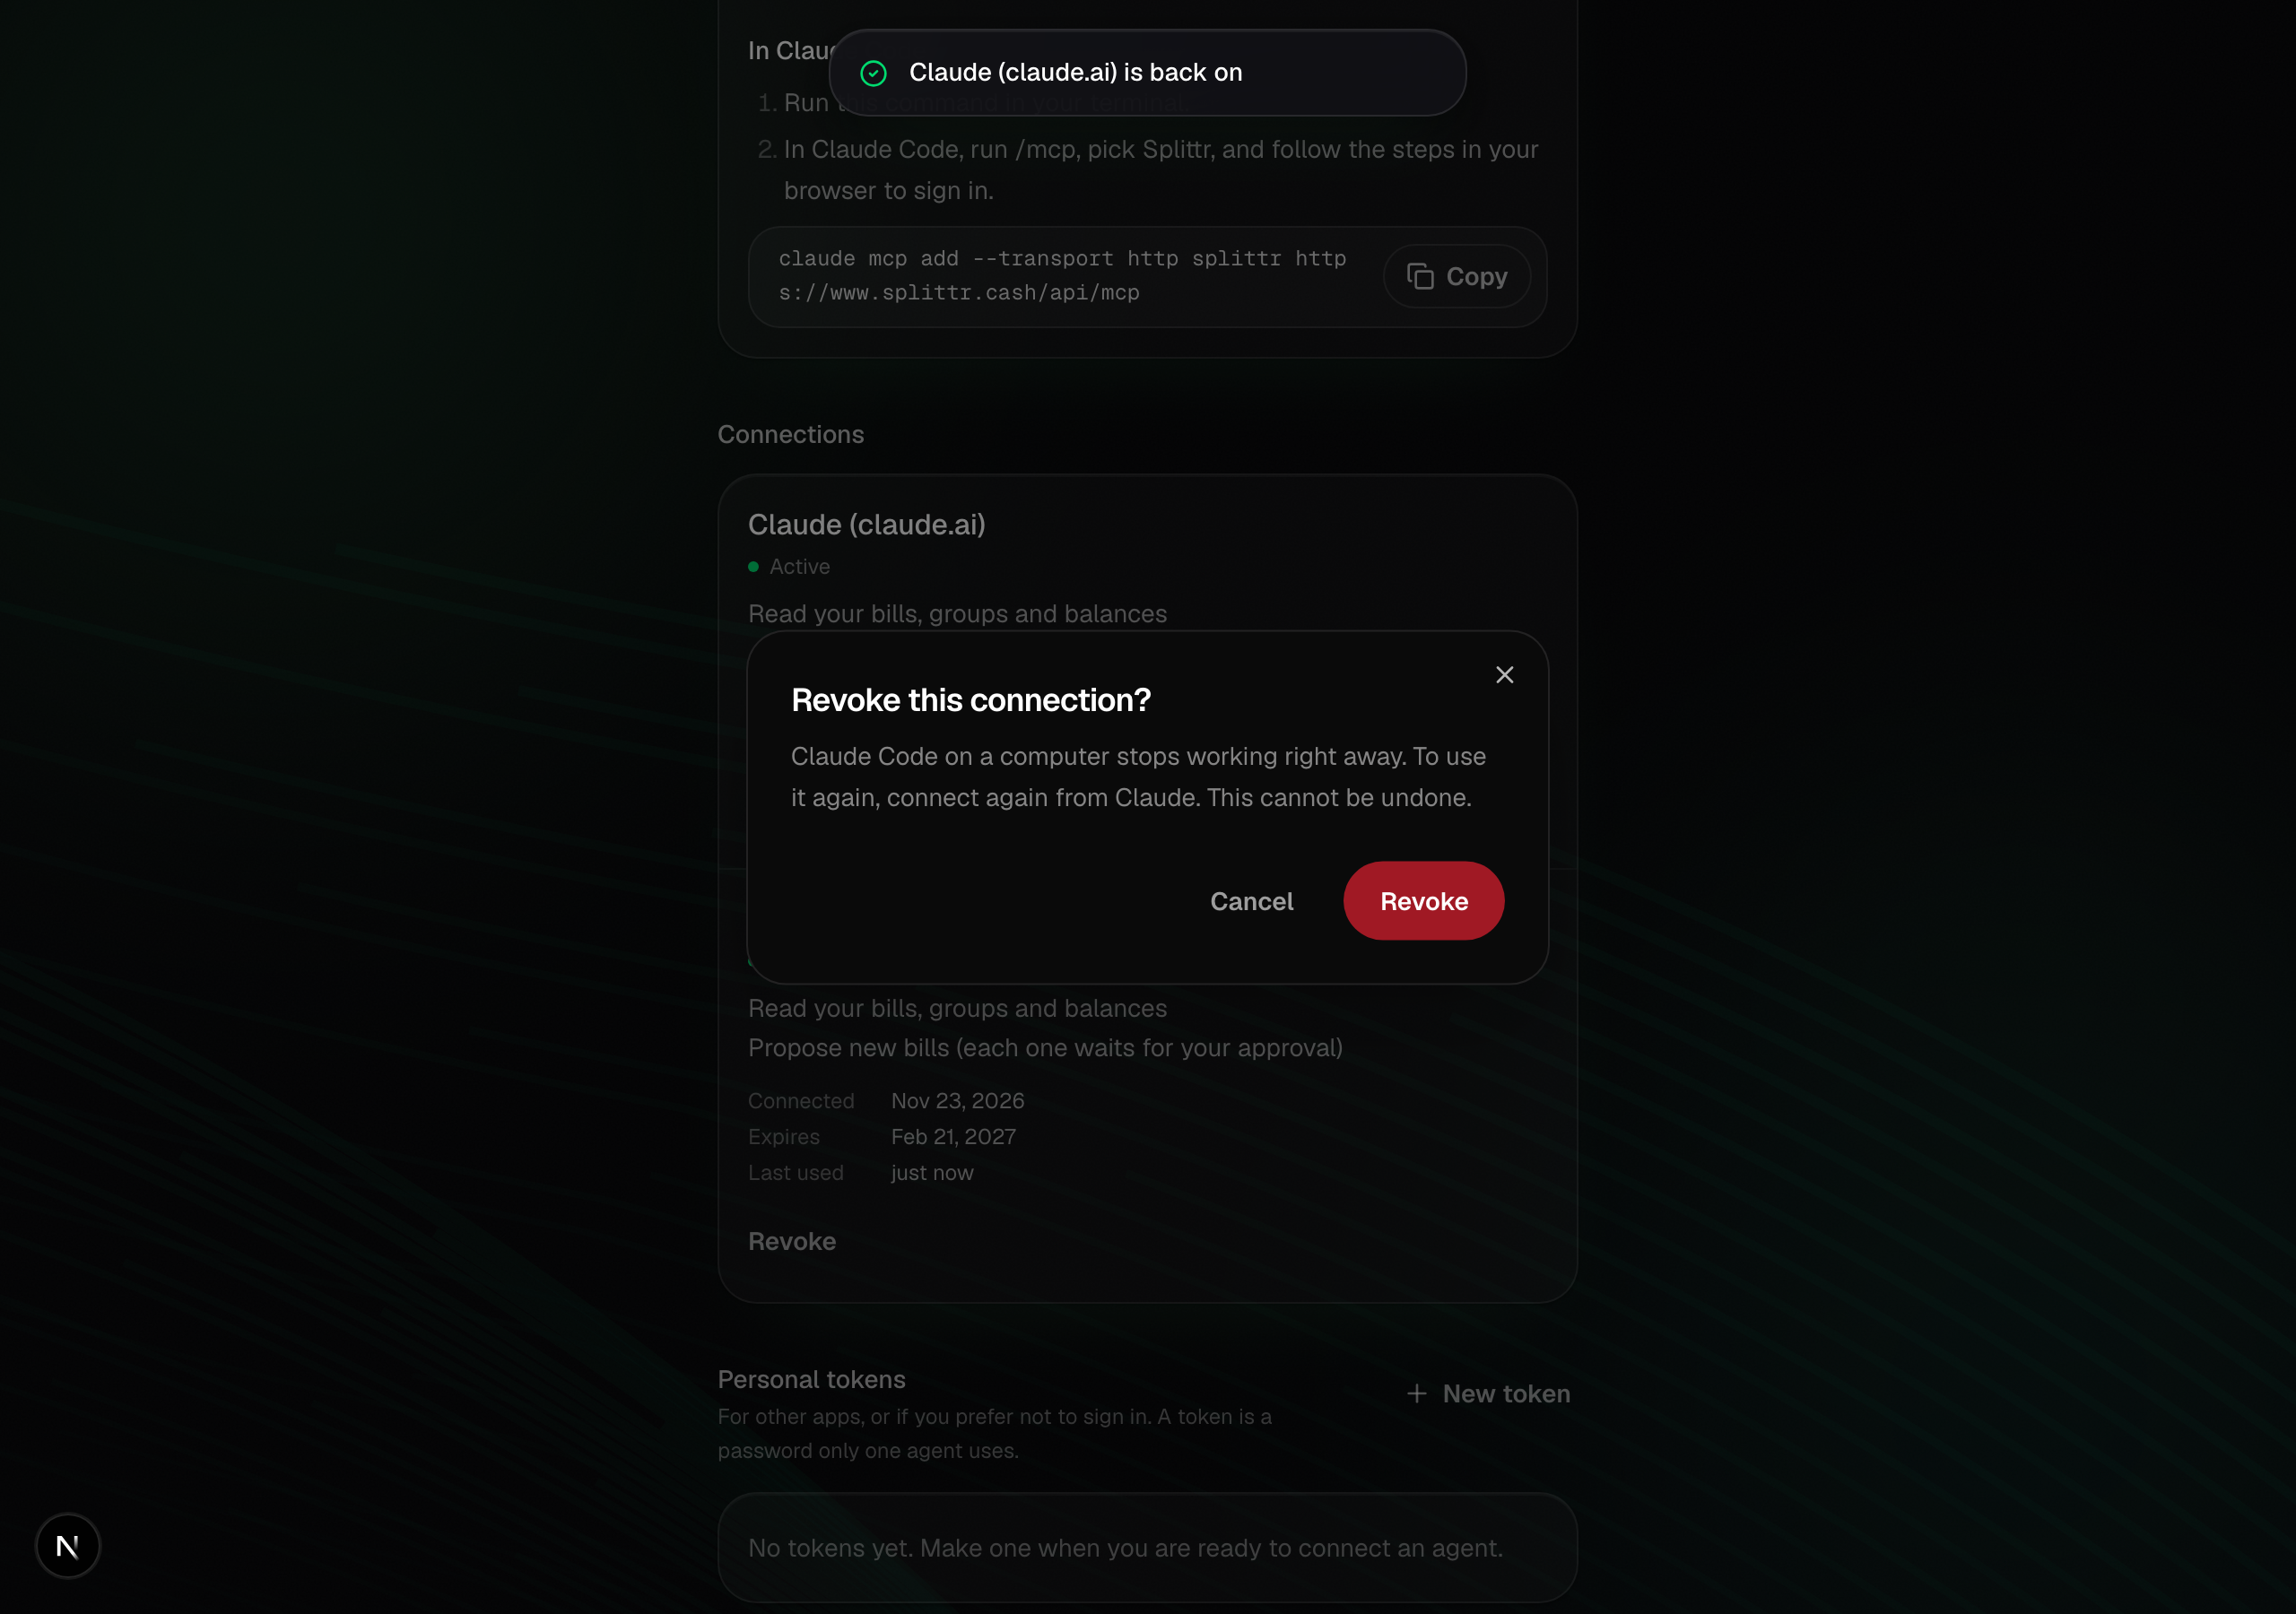 In Clau
Claude (claude.ai) is back on
1. Run this command in your terminal.
2. In Claude Code, run /mcp, pick Splittr, and follow the steps in your
browser to sign in.
claude mcp add --transport http splittr http
s://www.splittr.cash/api/mcp
Copy
Connections
Claude (claude.ai)
Active
Read your bills, groups and balances
Revoke this connection?
Claude Code on a computer stops working right away. To use
it again, connect again from Claude. This cannot be undone.
Cancel
Revoke
Read your bills, groups and balances
Propose new bills (each one waits for your approval)
Connected Nov 23, 2026
Expires Feb 21, 2027
Last used just now
Revoke
Personal tokens
New token
For other apps, or if you prefer not to sign in. A token is a
password only one agent uses.
No tokens yet. Make one when you are ready to connect an agent.
N